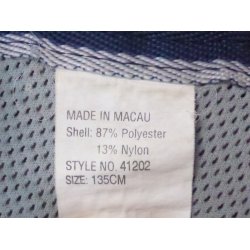 MADE IN MACAU
Shell: 87% Polyester
13% Nylon
STYLE NO. 41202
SIZE: 135CM